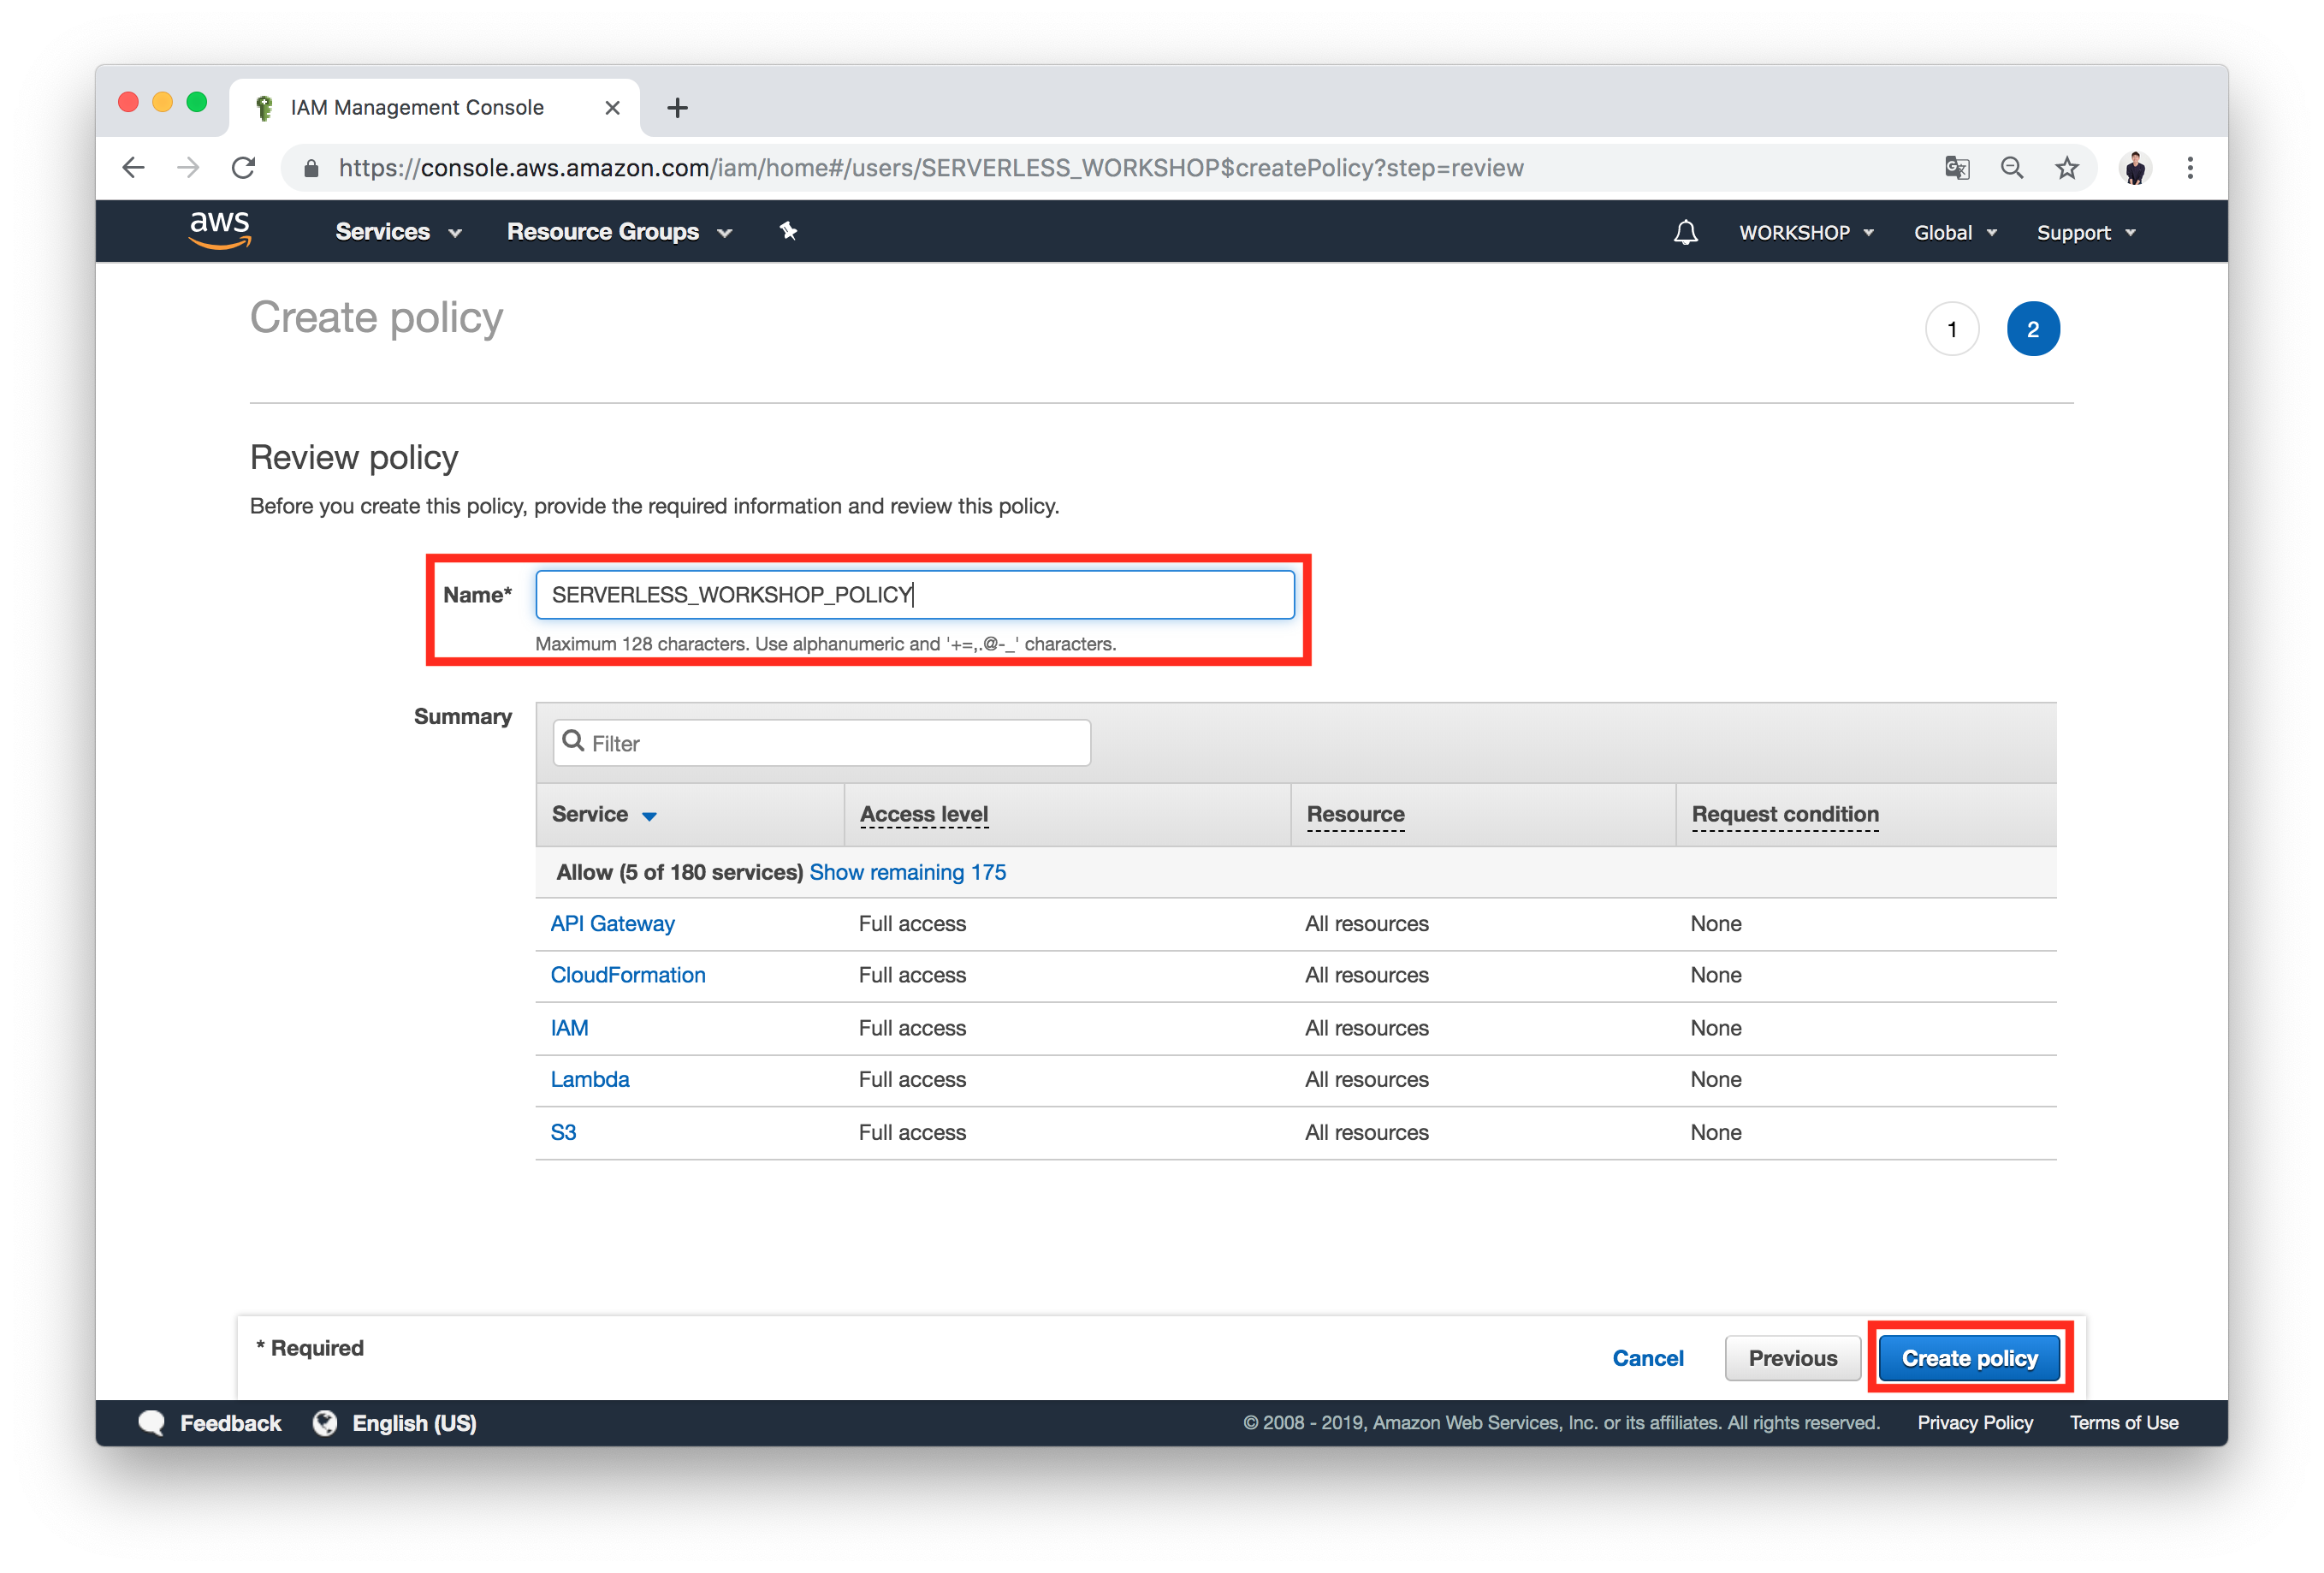 IAM Management Console
https://console.aws.amazon.com/iam/home#/users/SERVERLESS_WORKSHOP$createPolicy?step=review
aws Services Resource Groups WORKSHOP Global Support
Create policy 1 2
Review policy
Before you create this policy, provide the required information and review this policy.
Name* SERVERLESS_WORKSHOP_POLICY
Maximum 128 characters. Use alphanumeric and '+=,.@-_' characters.
Summary
Filter
Service Access level Resource Request condition
Allow (5 of 180 services) Show remaining 175
API Gateway Full access All resources None
CloudFormation Full access All resources None
IAM Full access All resources None
Lambda Full access All resources None
S3 Full access All resources None
* Required Cancel Previous Create policy
Feedback English (US) © 2008 - 2019, Amazon Web Services, Inc. or its affiliates. All rights reserved. Privacy Policy Terms of Use